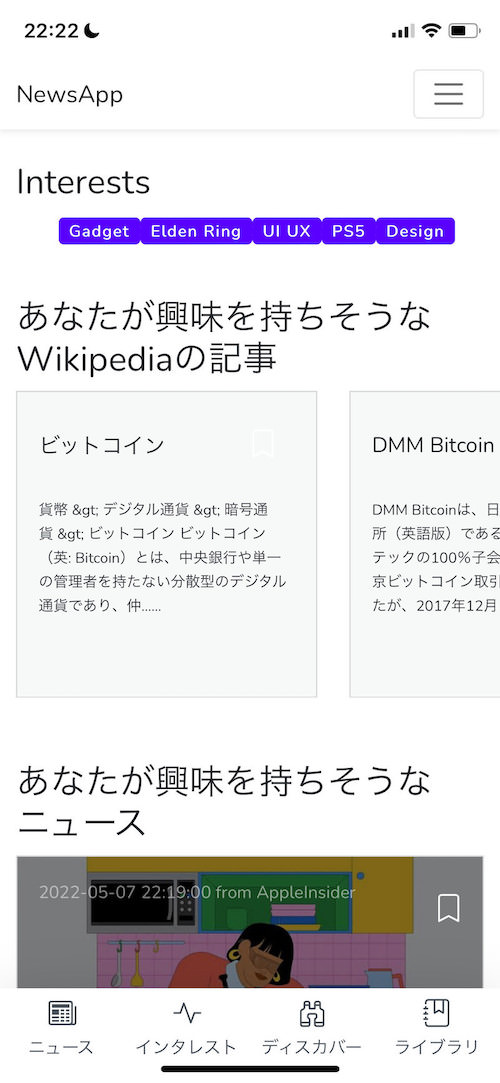 22:22
NewsApp
Interests
Gadget Elden Ring UI UX PS5 Design
あなたが興味を持ちそうな
Wikipediaの記事
ビットコイン
貨幣 &gt; デジタル通貨 &gt; 暗号通
貨 &gt; ビットコイン ビットコイン
（英: Bitcoin）とは、中央銀行や単一
の管理者を持たない分散型のデジタル
通貨であり、仲......
DMM Bitcoin
DMM Bitcoinは、日
所（英語版）である
テックの100%子会
京ビットコイン取引
たが、2017年12月
あなたが興味を持ちそうな
ニュース
2022-05-07 22:19:00 from AppleInsider
ニュース インタレスト ディスカバー ライブラリ